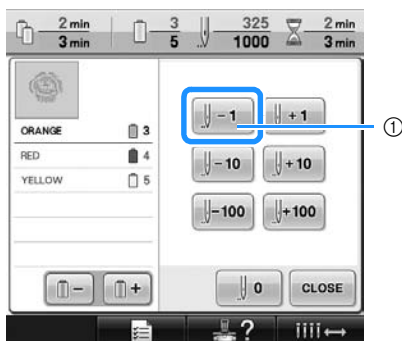 2 min 3 325 2 min
3 min 5 1000 3 min
- 1 + 1 ①
ORANGE 3
RED 4 - 10 + 10
YELLOW 5
-100 +100
- + 0 CLOSE
?